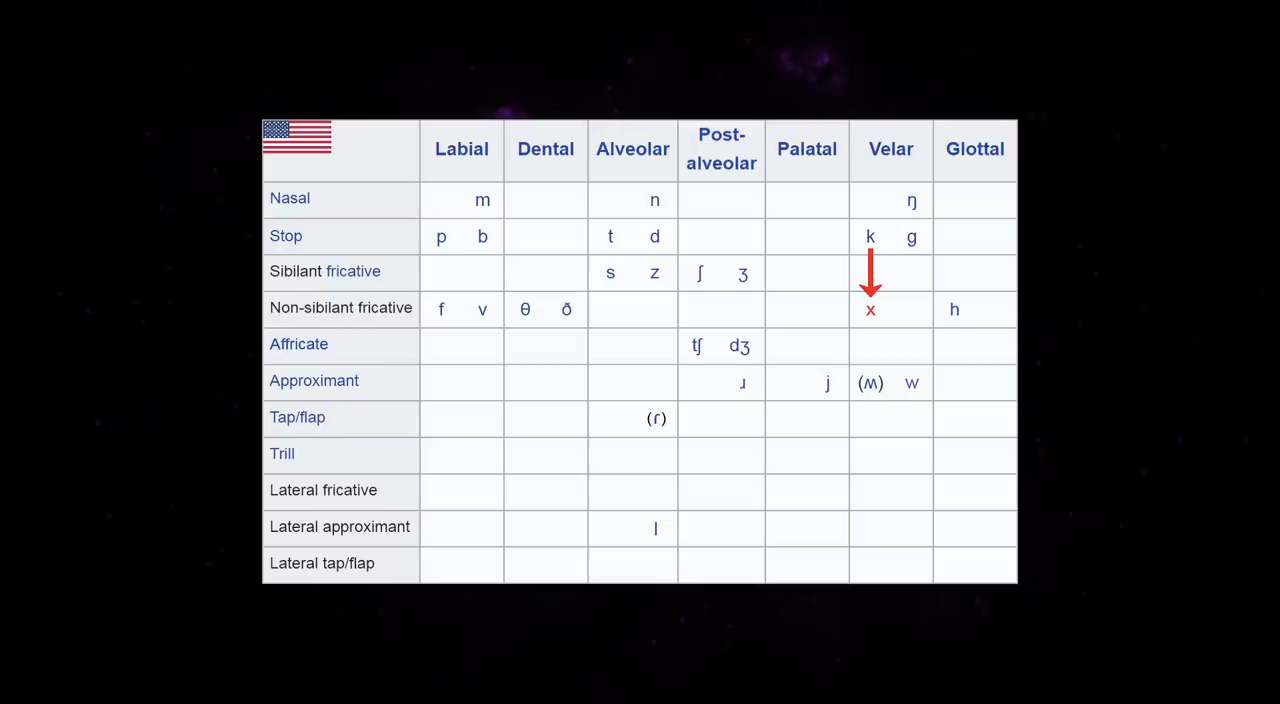 Labial Dental Alveolar Post-alveolar Palatal Velar Glottal
Nasal m n ŋ
Stop p b t d k g
Sibilant fricative s z ʃ ʒ
Non-sibilant fricative f v θ ð x h
Affricate tʃ dʒ
Approximant ɹ j (ʍ) w
Tap/flap (ɾ)
Trill
Lateral fricative
Lateral approximant l
Lateral tap/flap